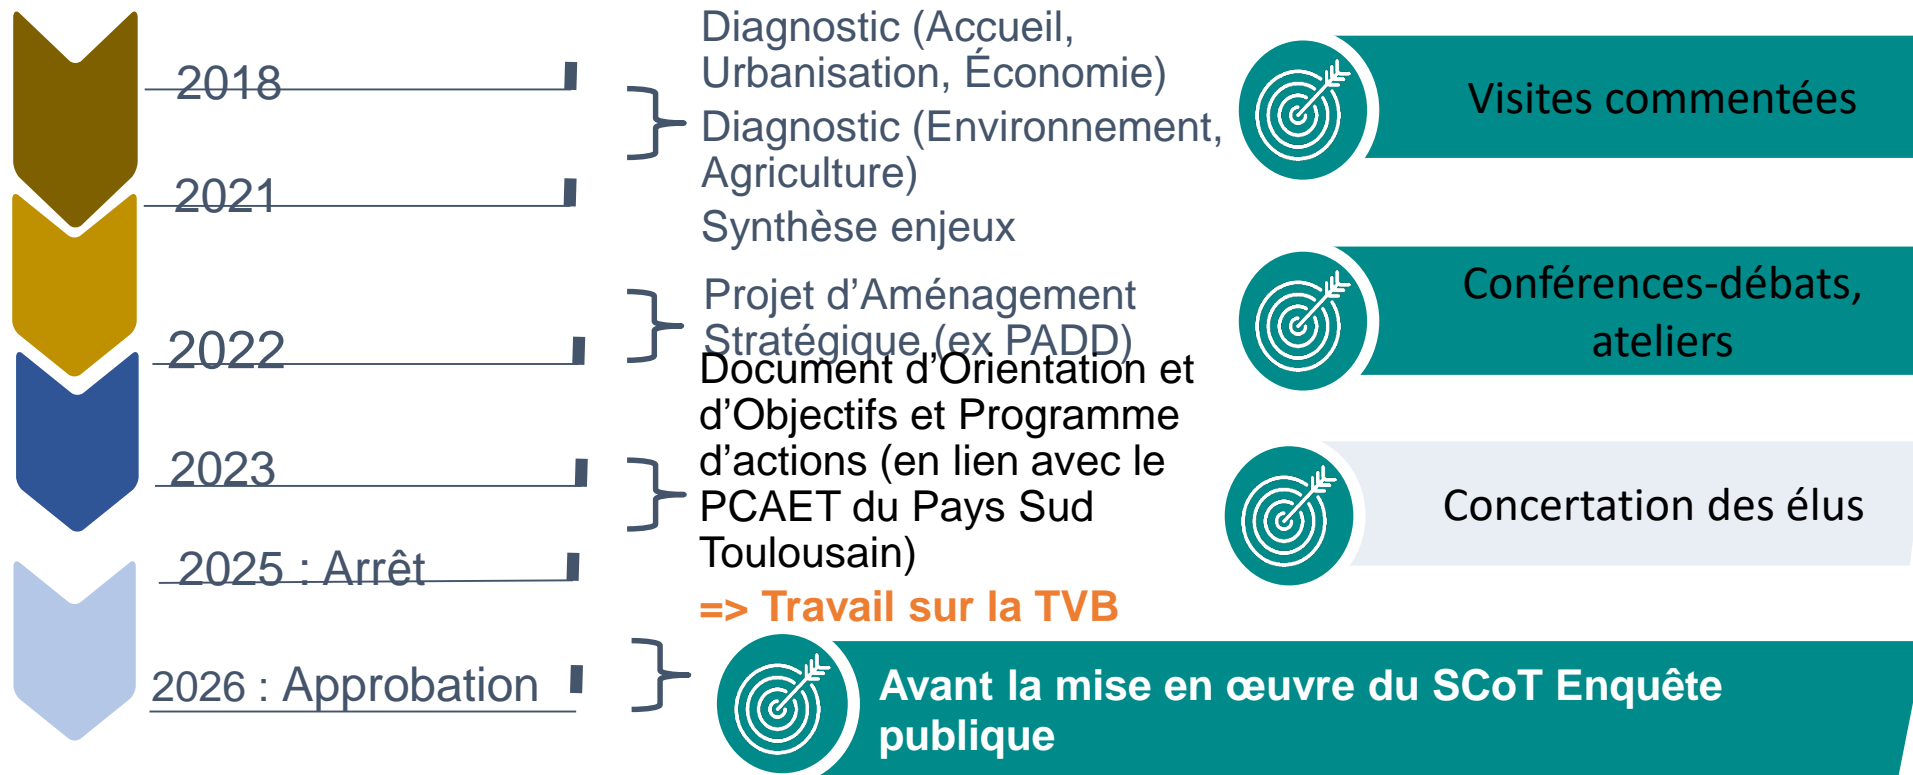 2018
2021
2022
2023
2025 : Arrêt
2026 : Approbation
Diagnostic (Accueil,
Urbanisation, Économie)
Diagnostic (Environnement,
Agriculture)
Synthèse enjeux
Projet d’Aménagement
Stratégique (ex PADD)
Document d’Orientation et
d’Objectifs et Programme
d’actions (en lien avec le
PCAET du Pays Sud
Toulousain)
=> Travail sur la TVB
Visites commentées
Conférences-débats,
ateliers
Concertation des élus
Avant la mise en œuvre du SCoT Enquête
publique